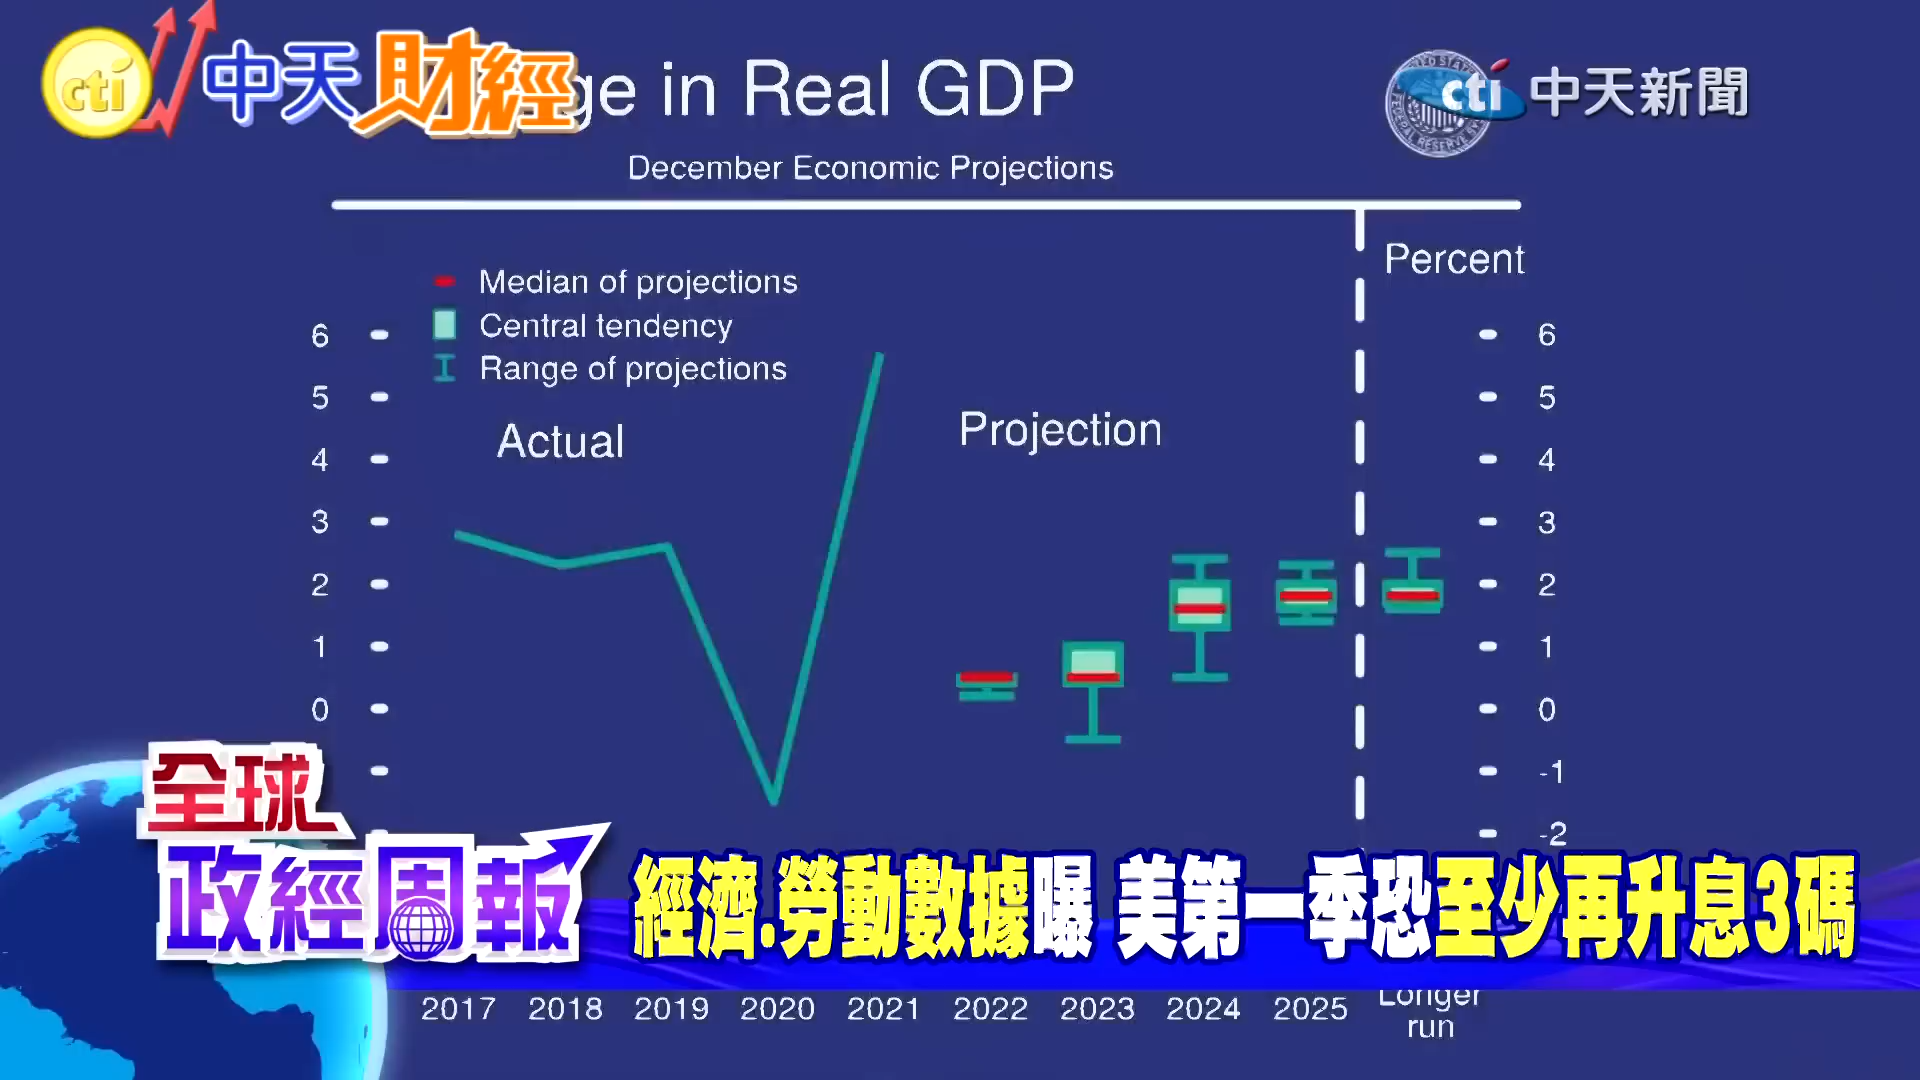 cti 中天財經
ge in Real GDP
cti 中天新聞
December Economic Projections
Percent
Median of projections
Central tendency
Range of projections
Actual
Projection
6 6
5 5
4 4
3 3
2 2
1 1
0 0
-1
-2
全球
政經周報
經濟.勞動數據曝 美第一季恐至少再升息3碼
2017 2018 2019 2020 2021 2022 2023 2024 2025 Longer
run